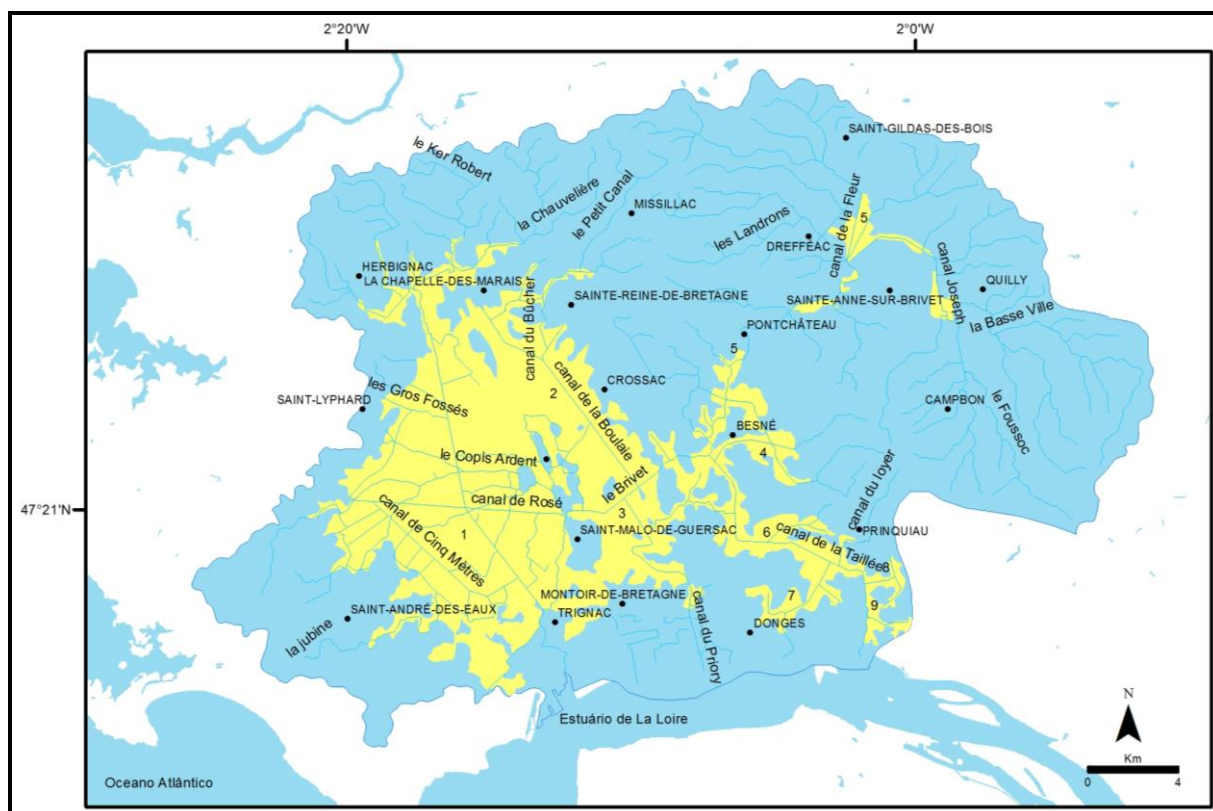 2°20'W
2°0'W
SAINT-GILDAS-DES-BOIS
le Ker Robert
la Chauvelière
le Petit Canal
MISSILLAC
les Landrons
canal de la Fleur
5
DREFFÉAC
canal Joseph
HERBIGNAC
LA CHAPELLE-DES-MARAIS
canal du Bûcher
SAINTE-REINE-DE-BRETAGNE
SAINTE-ANNE-SUR-BRIVET
QUILLY
la Basse Ville
PONTCHÂTEAU
5
SAINT-LYPHARD
les Gros Fossés
2
canal de la Boulaie
CROSSAC
CAMPBON
le Foussoc
BESNÉ
4
le Copis Ardent
le Brivet
canal du loyer
canal de Rosé
47°21'N
3
canal de Cinq Mètres
1
SAINT-MALO-DE-GUERSAC
6
canal de la Taillée
PRINQUIAU
8
MONTOIR-DE-BRETAGNE
7
9
SAINT-ANDRÉ-DES-EAUX
TRIGNAC
canal du Priory
DONGES
la jubine
N
Estuário de La Loire
Km
0 4
Oceano Atlântico